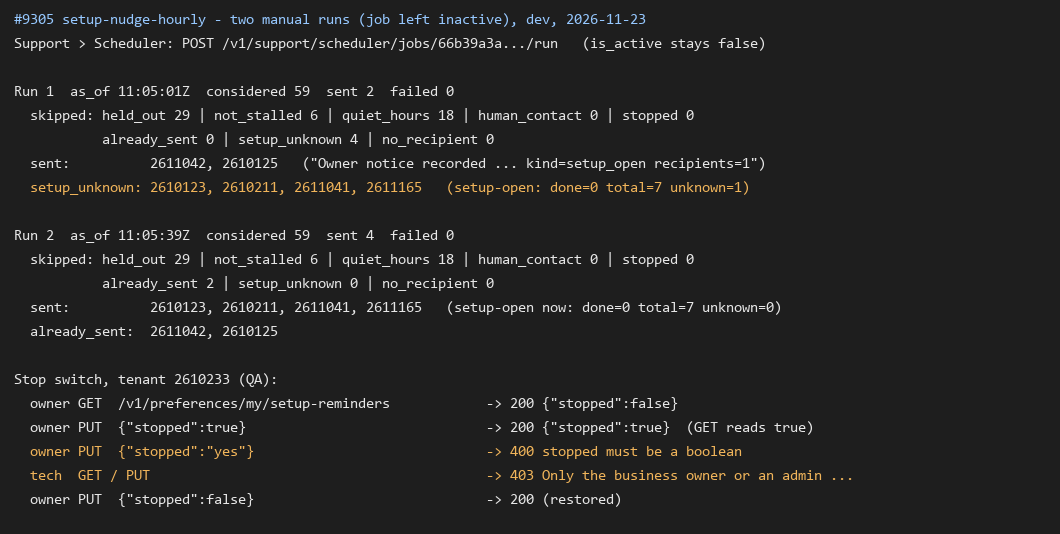 #9305 setup-nudge-hourly - two manual runs (job left inactive), dev, 2026-11-23
Support > Scheduler: POST /v1/support/scheduler/jobs/66b39a3a.../run (is_active stays false)
Run 1 as_of 11:05:01Z considered 59 sent 2 failed 0
skipped: held_out 29 | not_stalled 6 | quiet_hours 18 | human_contact 0 | stopped 0
already_sent 0 | setup_unknown 4 | no_recipient 0
sent: 2611042, 2610125 ("Owner notice recorded ... kind=setup_open recipients=1")
setup_unknown: 2610123, 2610211, 2611041, 2611165 (setup-open: done=0 total=7 unknown=1)
Run 2 as_of 11:05:39Z considered 59 sent 4 failed 0
skipped: held_out 29 | not_stalled 6 | quiet_hours 18 | human_contact 0 | stopped 0
already_sent 2 | setup_unknown 0 | no_recipient 0
sent: 2610123, 2610211, 2611041, 2611165 (setup-open now: done=0 total=7 unknown=0)
already_sent: 2611042, 2610125
Stop switch, tenant 2610233 (QA):
owner GET /v1/preferences/my/setup-reminders -> 200 {"stopped":false}
owner PUT {"stopped":true} -> 200 {"stopped":true} (GET reads true)
owner PUT {"stopped":"yes"} -> 400 stopped must be a boolean
tech GET / PUT -> 403 Only the business owner or an admin ...
owner PUT {"stopped":false} -> 200 (restored)